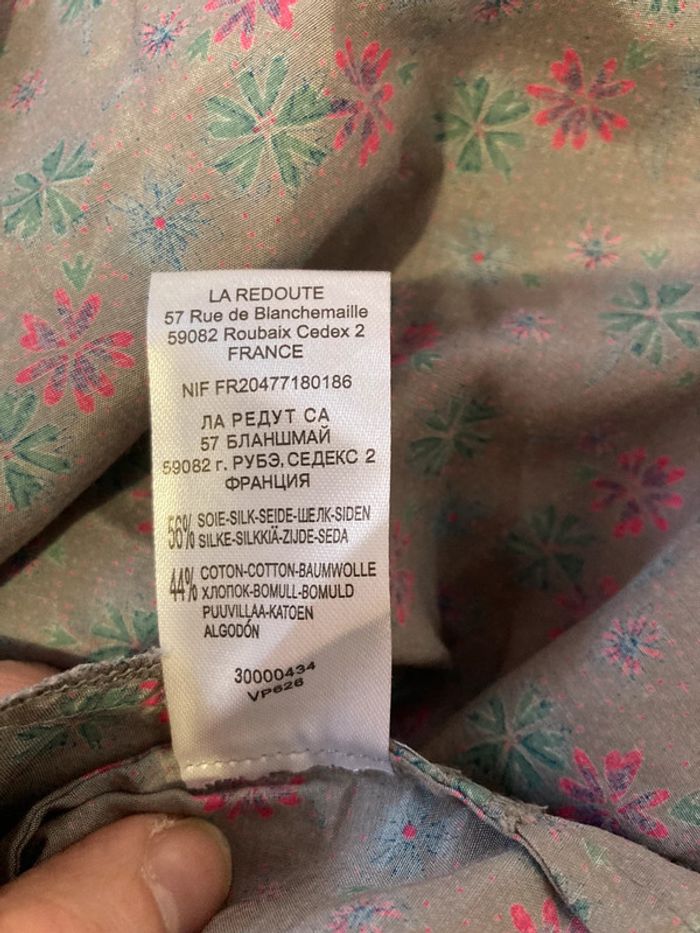 LA REDOUTE
57 Rue de Blanchemaille
59082 Roubaix Cedex 2
FRANCE
NIF FR20477180186
ЛА РЕДУТ СА
57 БЛАНШМАЙ
59082 г. РУБЭ, СЕДЕКС 2
ФРАНЦИЯ
56% SOIE-SILK-SEIDE-ШЕЛК-SIDEN
SILKE-SILKKIÄ-ZIJDE-SEDA
44% COTON-COTTON-BAUMWOLLE
ХЛОПОК-BOMULL-BOMULD
PUUVILLAA-KATOEN
ALGODÓN
30000434
VP626